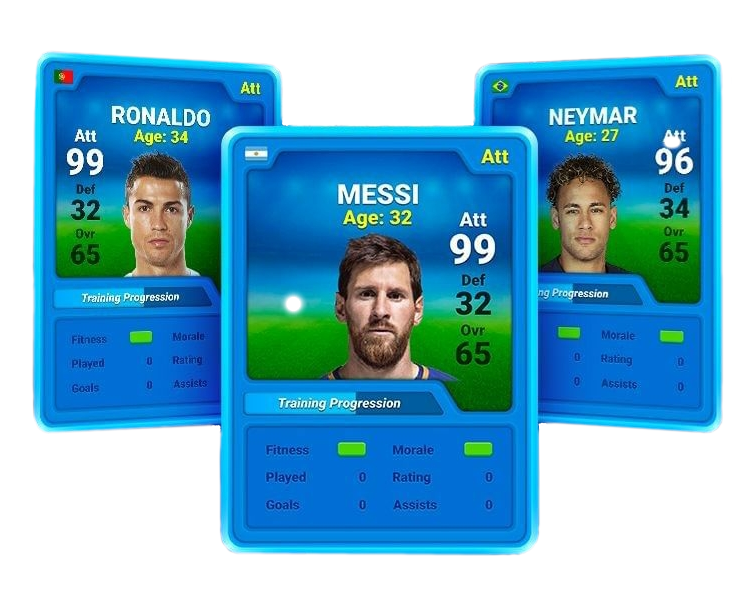 Att
RONALDO
Age: 34
Att
99
Def
32
Ovr
65
Training Progression
Fitness Morale
Played 0 Rating
Goals 0 Assists
Att
MESSI
Age: 32
Att
99
Def
32
Ovr
65
Training Progression
Fitness Morale
Played 0 Rating 0
Goals 0 Assists 0
Att
NEYMAR
Age: 27
Att
96
Def
34
Ovr
65
ng Progression
Morale
0 Rating 0
0 Assists 0